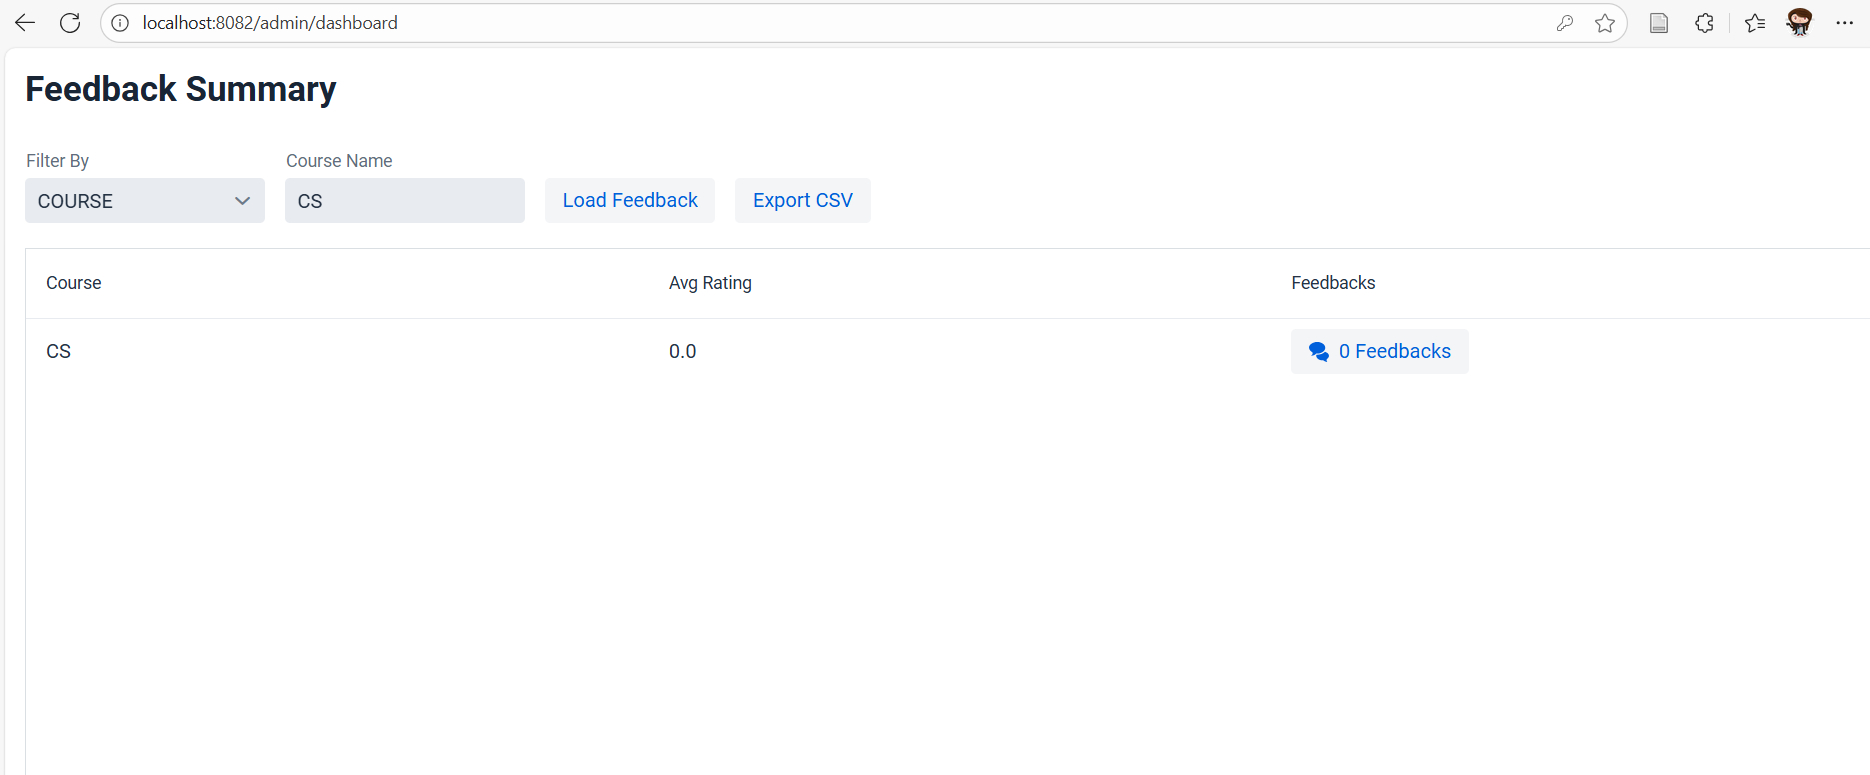 localhost:8082/admin/dashboard
Feedback Summary
Filter By
Course Name
COURSE
CS
Load Feedback
Export CSV
Course
Avg Rating
Feedbacks
CS
0.0
0 Feedbacks